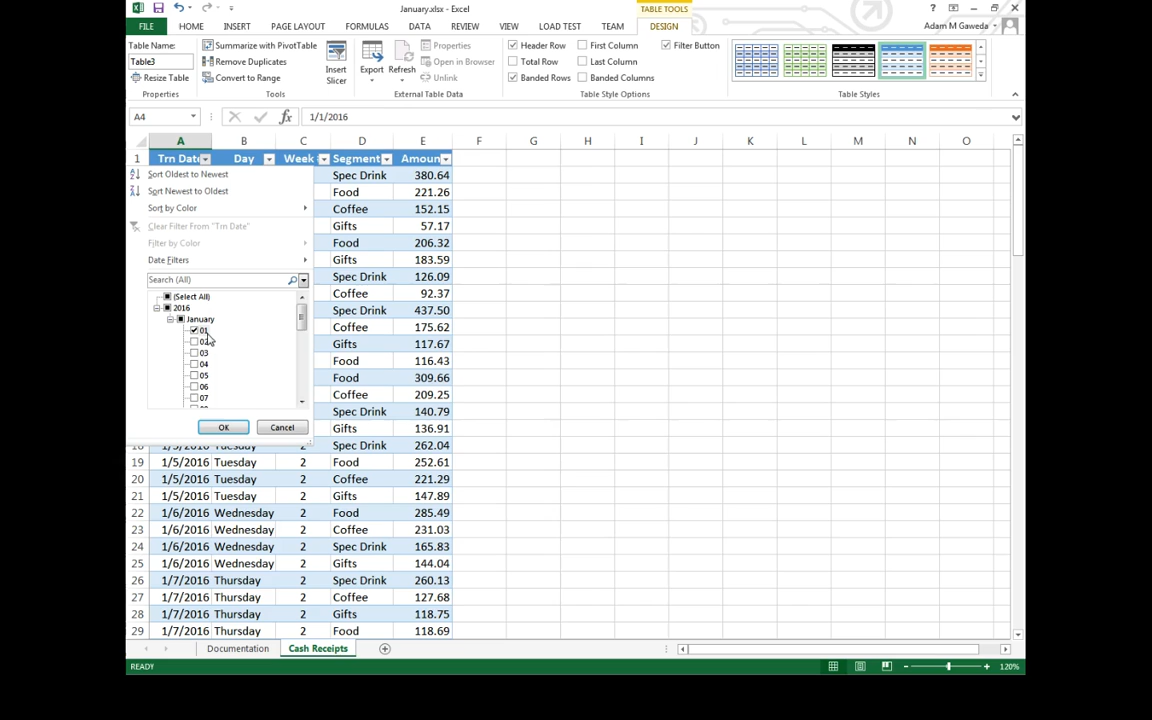 January.xlsx - Excel
TABLE TOOLS
FILE HOME INSERT PAGE LAYOUT FORMULAS DATA REVIEW VIEW LOAD TEST TEAM DESIGN Adam M Gaweda
Table Name:
Table3
Resize Table
Properties
Summarize with PivotTable
Remove Duplicates
Convert to Range
Tools
Insert Slicer
Export Refresh
Properties
Open in Browser
Unlink
External Table Data
Header Row First Column Filter Button
Total Row Last Column
Banded Rows Banded Columns
Table Style Options
Table Styles
A4 fx 1/1/2016
A B C D E F G H I J K L M N O
1 Trn Date Day Week Segment Amoun
Spec Drink 380.64
Food 221.26
Coffee 152.15
Gifts 57.17
Food 206.32
Gifts 183.59
Spec Drink 126.09
Coffee 92.37
Spec Drink 437.50
Coffee 175.62
Gifts 117.67
Food 116.43
Food 309.66
Coffee 209.25
Spec Drink 140.79
Gifts 136.91
Sort Oldest to Newest
Sort Newest to Oldest
Sort by Color
Clear Filter From "Trn Date"
Filter by Color
Date Filters
Search (All)
(Select All)
2016
January
01
02
03
04
05
06
07
OK Cancel
18 1/5/2016 Tuesday 2 Spec Drink 262.04
19 1/5/2016 Tuesday 2 Food 252.61
20 1/5/2016 Tuesday 2 Coffee 221.29
21 1/5/2016 Tuesday 2 Gifts 147.89
22 1/6/2016 Wednesday 2 Food 285.49
23 1/6/2016 Wednesday 2 Coffee 231.03
24 1/6/2016 Wednesday 2 Spec Drink 165.83
25 1/6/2016 Wednesday 2 Gifts 144.04
26 1/7/2016 Thursday 2 Spec Drink 260.13
27 1/7/2016 Thursday 2 Coffee 127.68
28 1/7/2016 Thursday 2 Gifts 118.75
29 1/7/2016 Thursday 2 Food 118.69
Documentation Cash Receipts
READY 120%